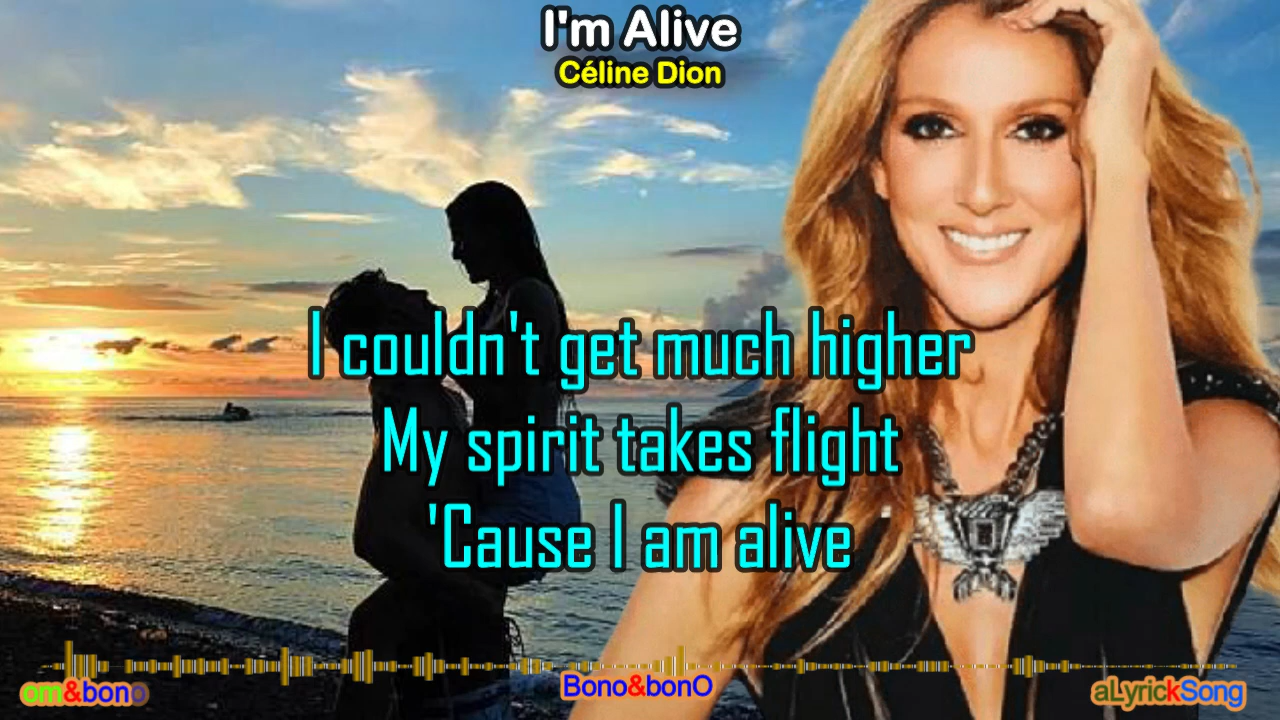 I'm Alive
Céline Dion
I couldn't get much higher
My spirit takes flight
'Cause I am alive
om&bono
Bono&bonO
aLyrickSong